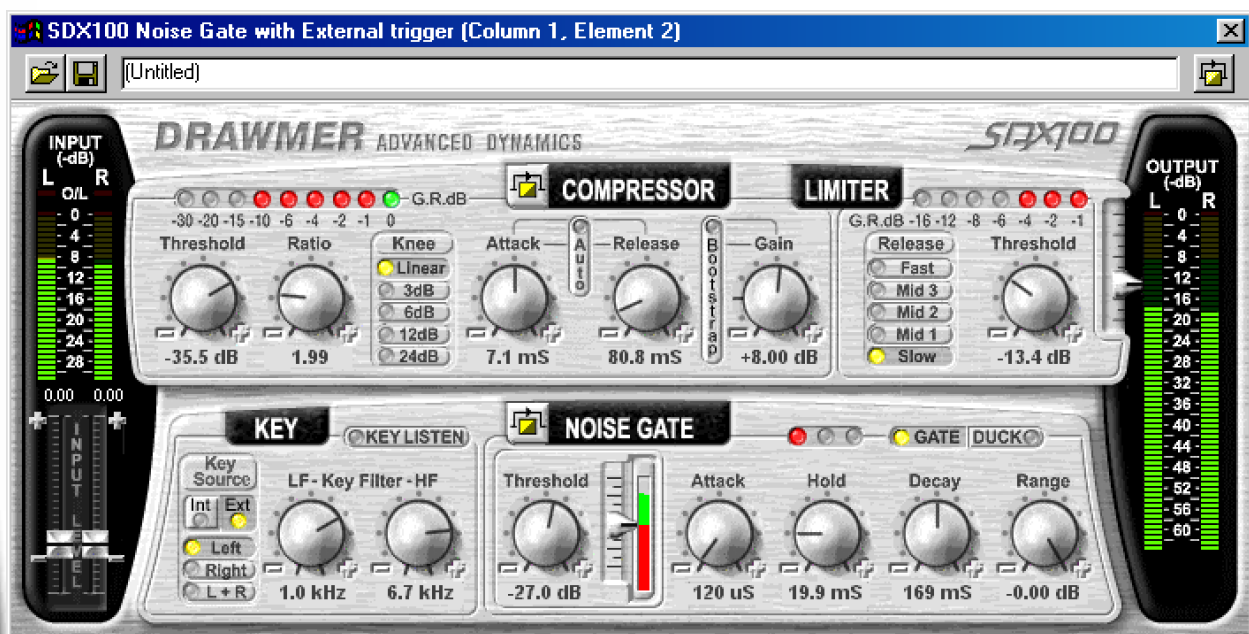 SDX100 Noise Gate with External trigger (Column 1, Element 2)
(Untitled)
DRAWMER ADVANCED DYNAMICS
SDX100
INPUT
(-dB)
L R
O/L
- 0 -
- 4 -
- 8 -
- 12 -
- 16 -
- 20 -
- 24 -
- 28 -
0.00 0.00
INPUT LEVEL
COMPRESSOR
G.R.dB
-30 -20 -15 -10 -6 -4 -2 -1 0
Threshold
-35.5 dB
Ratio
1.99
Knee
Linear
3dB
6dB
12dB
24dB
Attack
7.1 mS
Auto
Release
80.8 mS
Bootstrap
Gain
+8.00 dB
LIMITER
G.R.dB -16 -12 -8 -6 -4 -2 -1
Release
Fast
Mid 3
Mid 2
Mid 1
Slow
Threshold
-13.4 dB
OUTPUT
(-dB)
L R
- 0 -
- 4 -
- 8 -
- 12 -
- 16 -
- 20 -
- 24 -
- 28 -
- 32 -
- 36 -
- 40 -
- 44 -
- 48 -
- 52 -
- 56 -
- 60 -
KEY
KEY LISTEN
Key
Source
Int Ext
Left
Right
L + R
LF - Key Filter - HF
1.0 kHz 6.7 kHz
NOISE GATE
GATE DUCK
Threshold
-27.0 dB
Attack
120 uS
Hold
19.9 mS
Decay
169 mS
Range
-0.00 dB